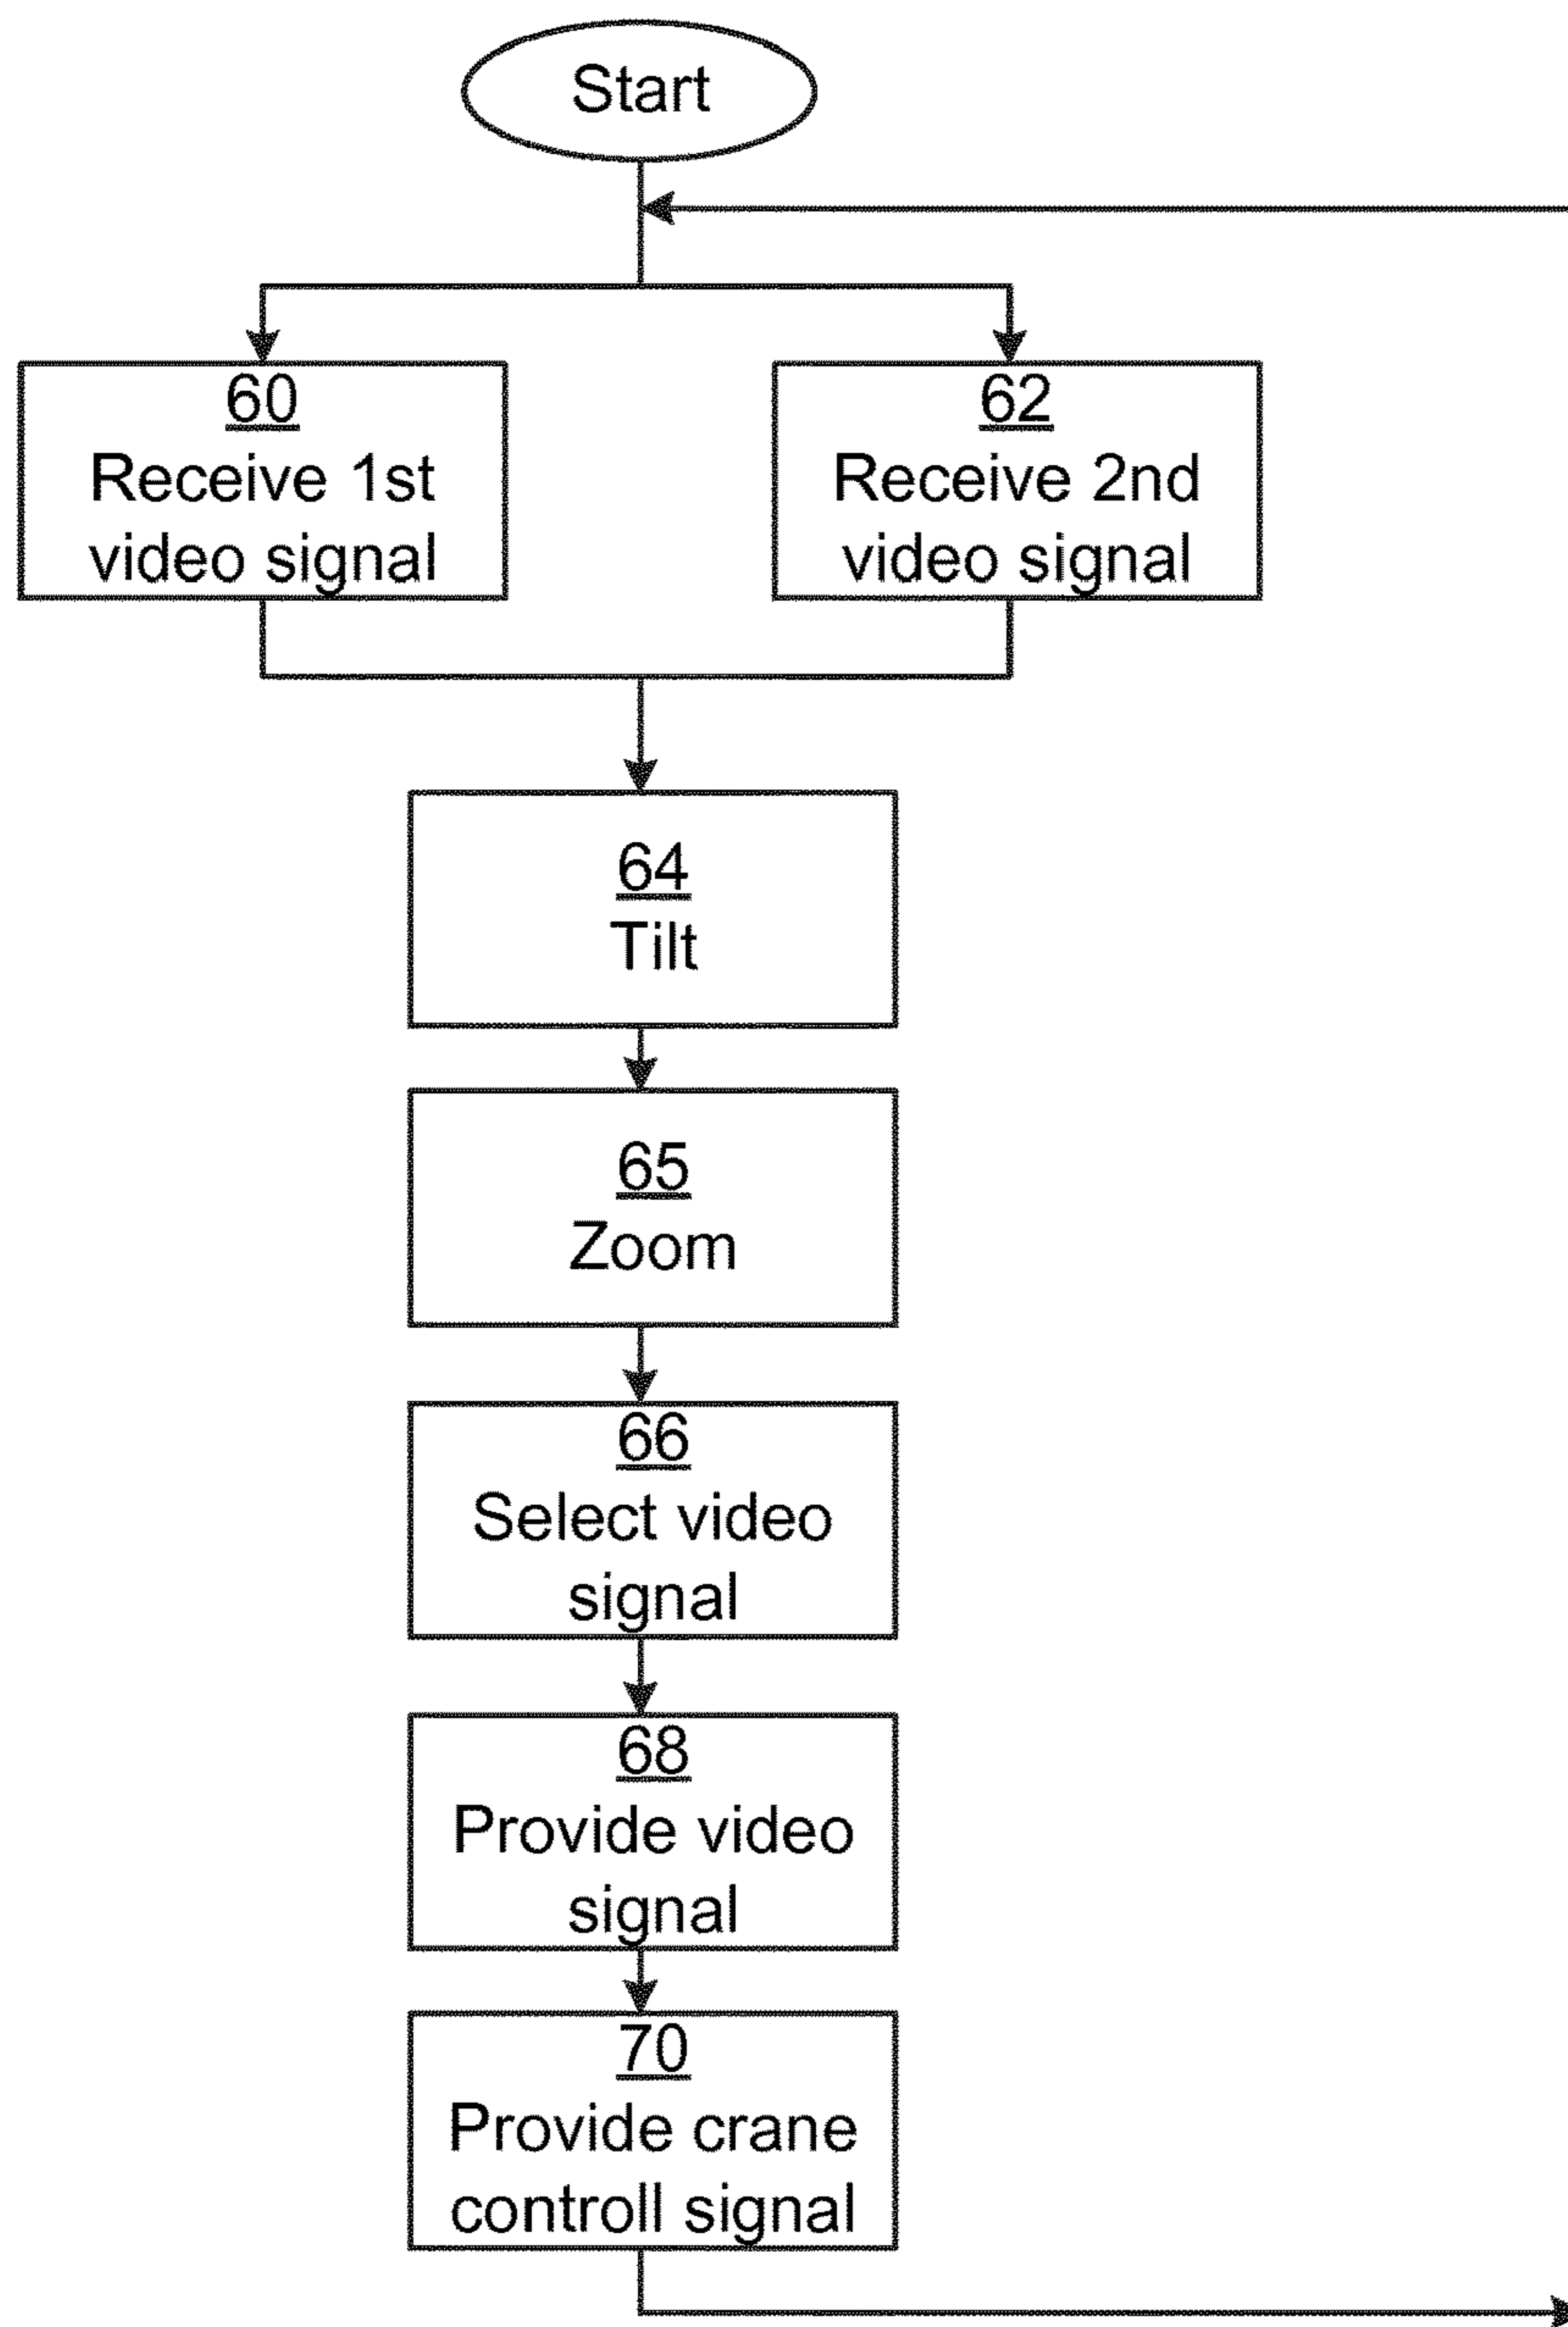 Start
60
Receive 1st
video signal
62
Receive 2nd
video signal
64
Tilt
65
Zoom
66
Select video
signal
68
Provide video
signal
70
Provide crane
controll signal